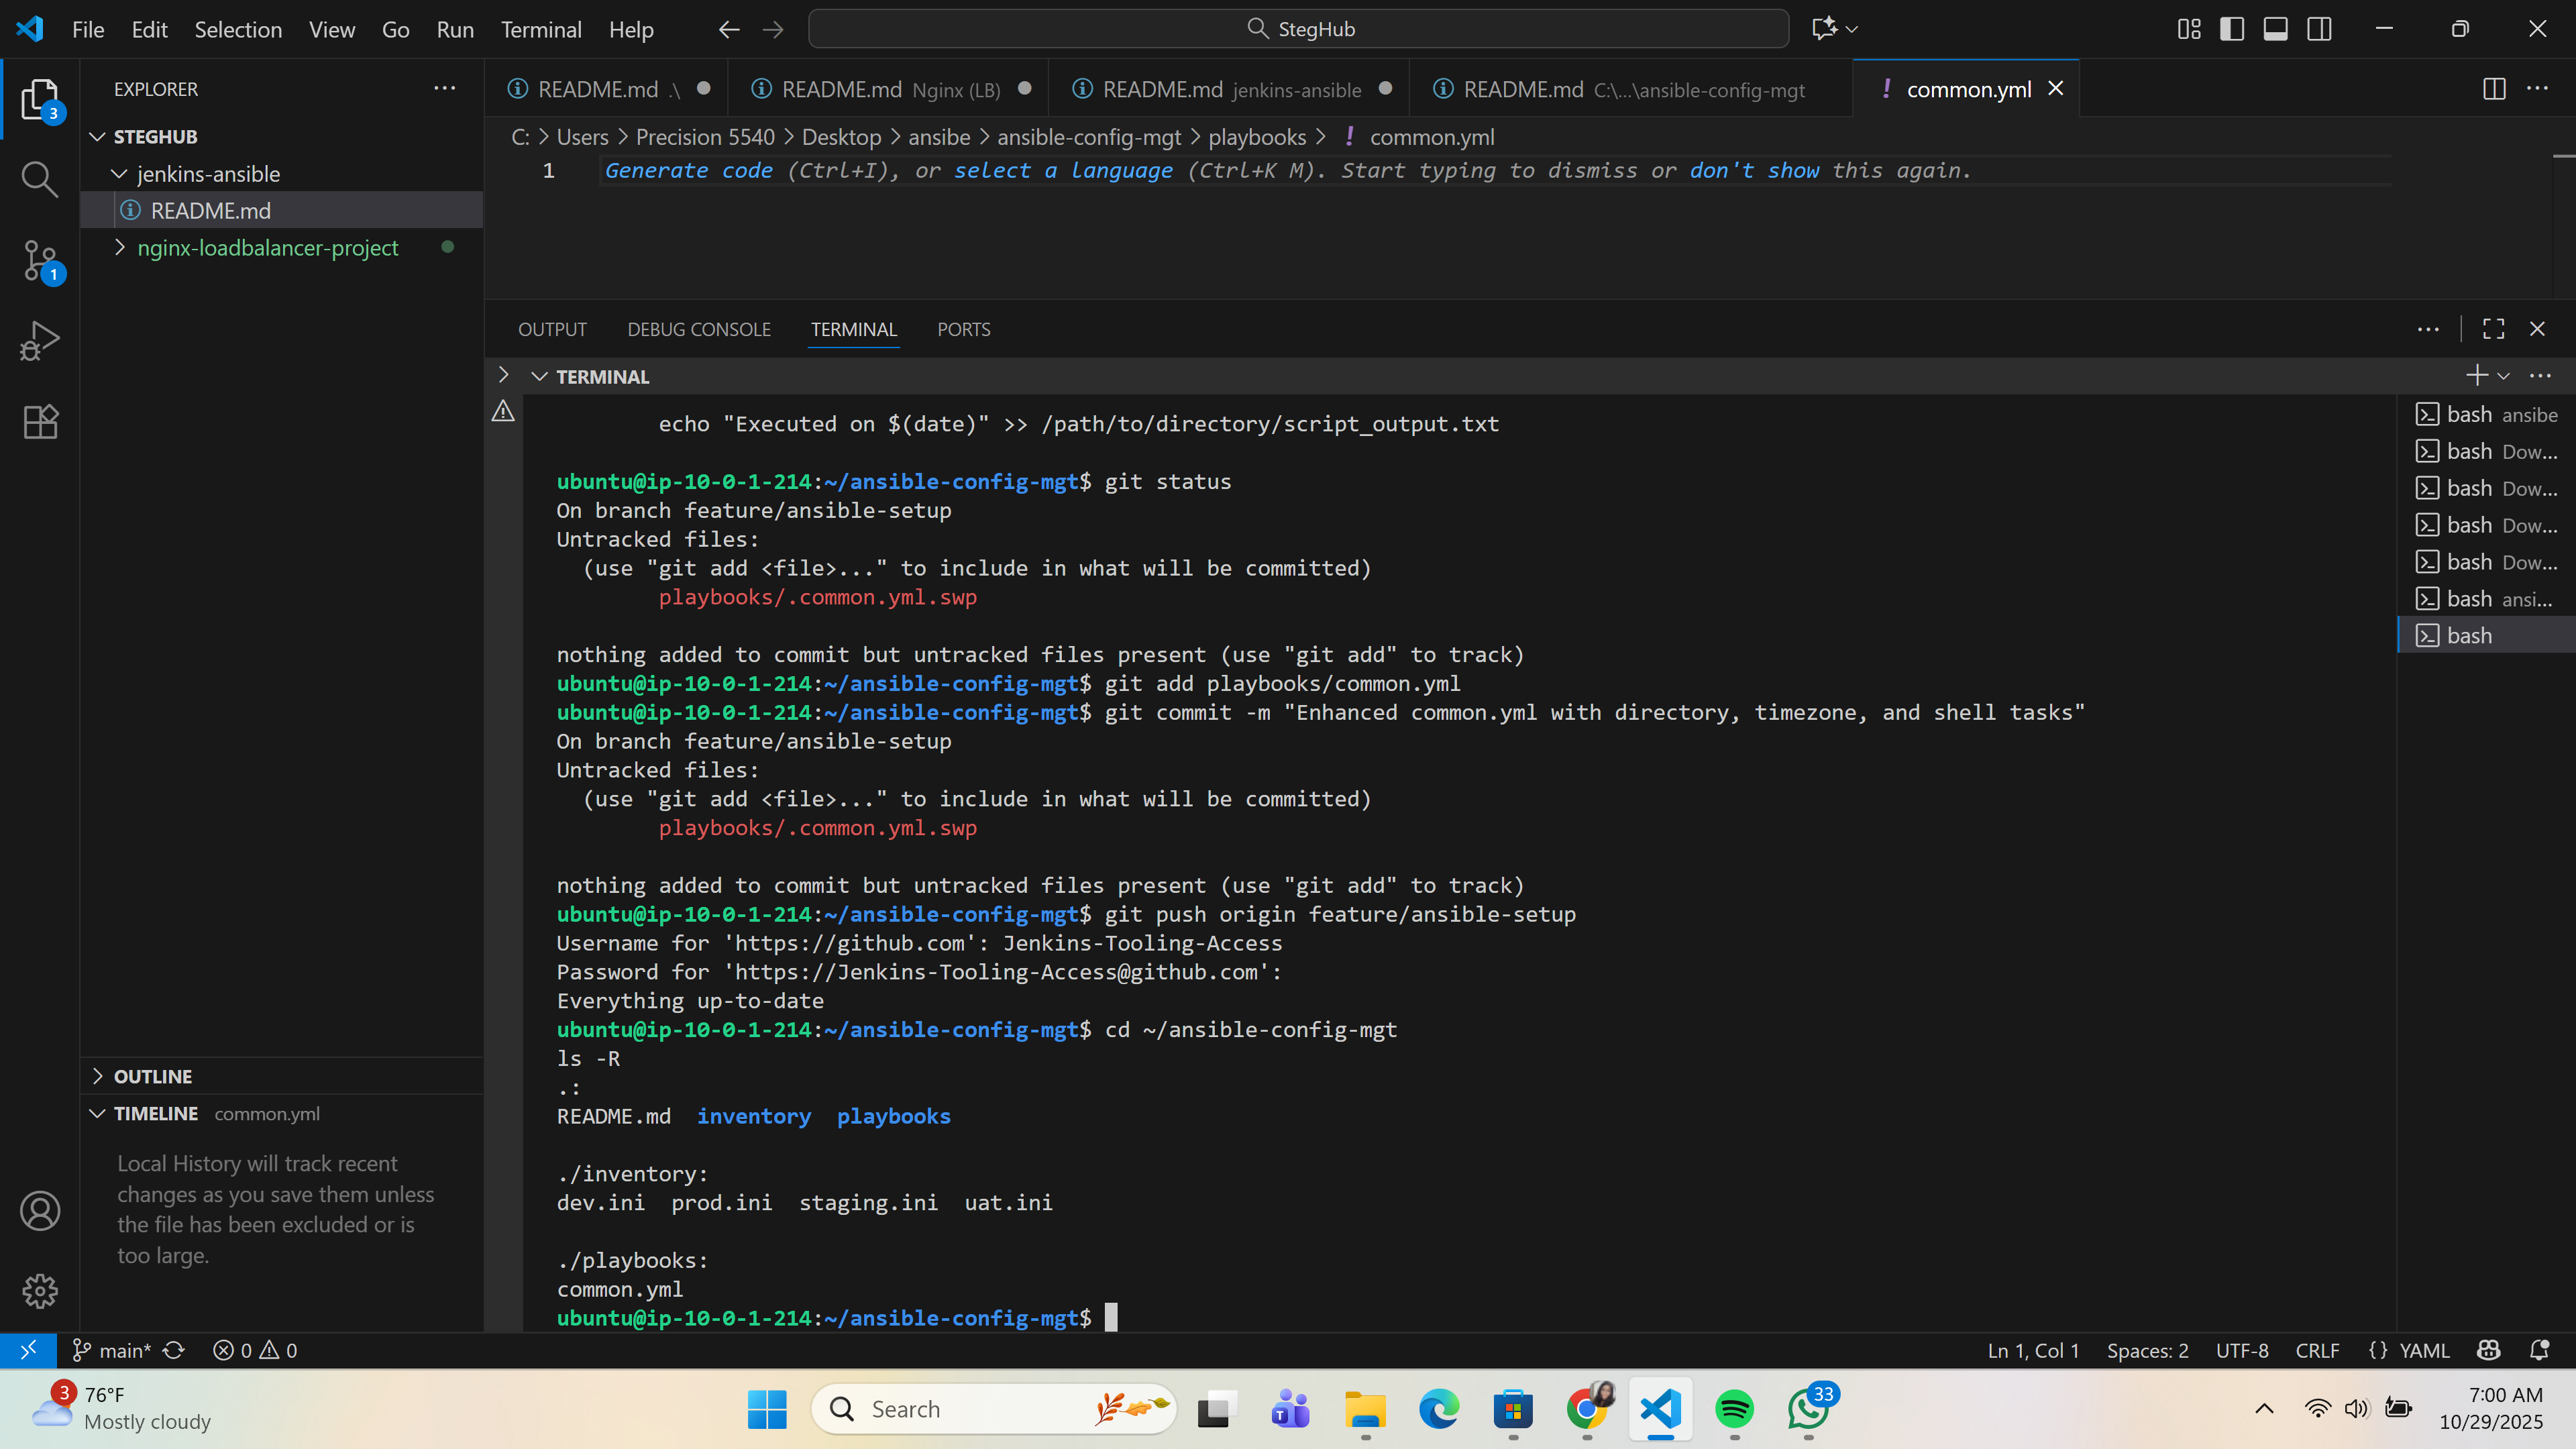 File Edit Selection View Go Run Terminal Help
StegHub
EXPLORER
STEGHUB
jenkins-ansible
README.md
nginx-loadbalancer-project
3
1
README.md .\
README.md Nginx (LB)
README.md jenkins-ansible
README.md C:\...\ansible-config-mgt
! common.yml
C: > Users > Precision 5540 > Desktop > ansibe > ansible-config-mgt > playbooks > ! common.yml
1 Generate code (Ctrl+I), or select a language (Ctrl+K M). Start typing to dismiss or don't show this again.
OUTPUT DEBUG CONSOLE TERMINAL PORTS
TERMINAL
echo "Executed on $(date)" >> /path/to/directory/script_output.txt
ubuntu@ip-10-0-1-214:~/ansible-config-mgt$ git status
On branch feature/ansible-setup
Untracked files:
(use "git add <file>..." to include in what will be committed)
playbooks/.common.yml.swp
nothing added to commit but untracked files present (use "git add" to track)
ubuntu@ip-10-0-1-214:~/ansible-config-mgt$ git add playbooks/common.yml
ubuntu@ip-10-0-1-214:~/ansible-config-mgt$ git commit -m "Enhanced common.yml with directory, timezone, and shell tasks"
On branch feature/ansible-setup
Untracked files:
(use "git add <file>..." to include in what will be committed)
playbooks/.common.yml.swp
nothing added to commit but untracked files present (use "git add" to track)
ubuntu@ip-10-0-1-214:~/ansible-config-mgt$ git push origin feature/ansible-setup
Username for 'https://github.com': Jenkins-Tooling-Access
Password for 'https://Jenkins-Tooling-Access@github.com':
Everything up-to-date
ubuntu@ip-10-0-1-214:~/ansible-config-mgt$ cd ~/ansible-config-mgt
ls -R
.:
README.md inventory playbooks
./inventory:
dev.ini prod.ini staging.ini uat.ini
./playbooks:
common.yml
ubuntu@ip-10-0-1-214:~/ansible-config-mgt$
bash ansibe
bash Dow...
bash Dow...
bash Dow...
bash Dow...
bash ansi...
bash
OUTLINE
TIMELINE common.yml
Local History will track recent
changes as you save them unless
the file has been excluded or is
too large.
main* 0 0
Ln 1, Col 1 Spaces: 2 UTF-8 CRLF {} YAML
3
76°F
Mostly cloudy
Search
T
33
7:00 AM
10/29/2025